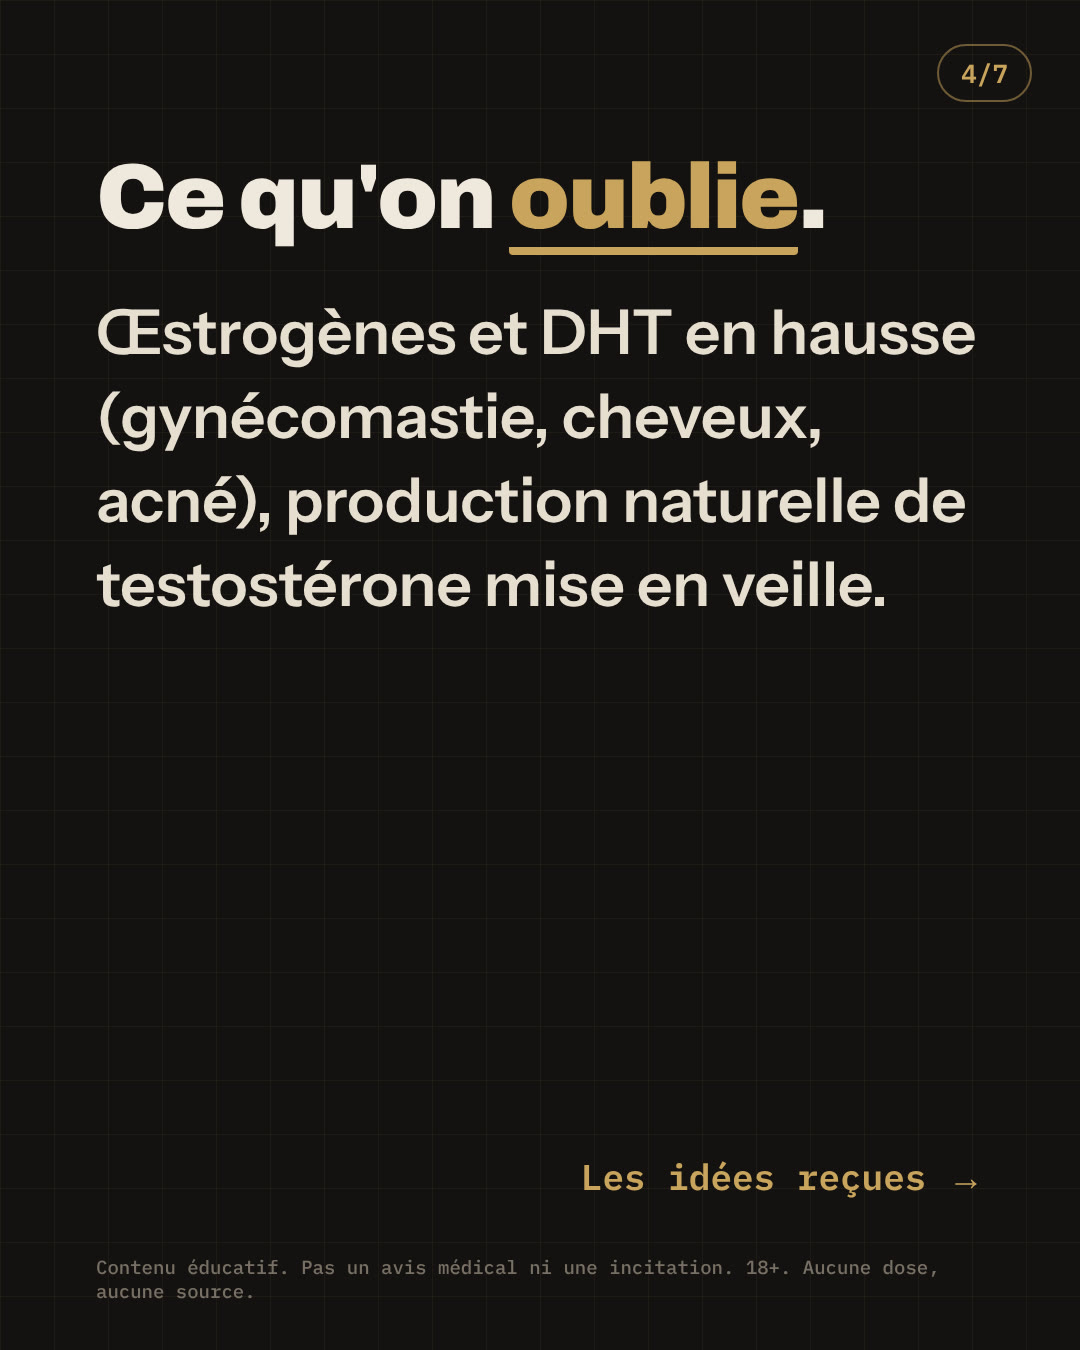 4/7
Ce qu'on oublie.
Œstrogènes et DHT en hausse
(gynécomastie, cheveux,
acné), production naturelle de
testostérone mise en veille.
Les idées reçues →
Contenu éducatif. Pas un avis médical ni une incitation. 18+. Aucune dose,
aucune source.